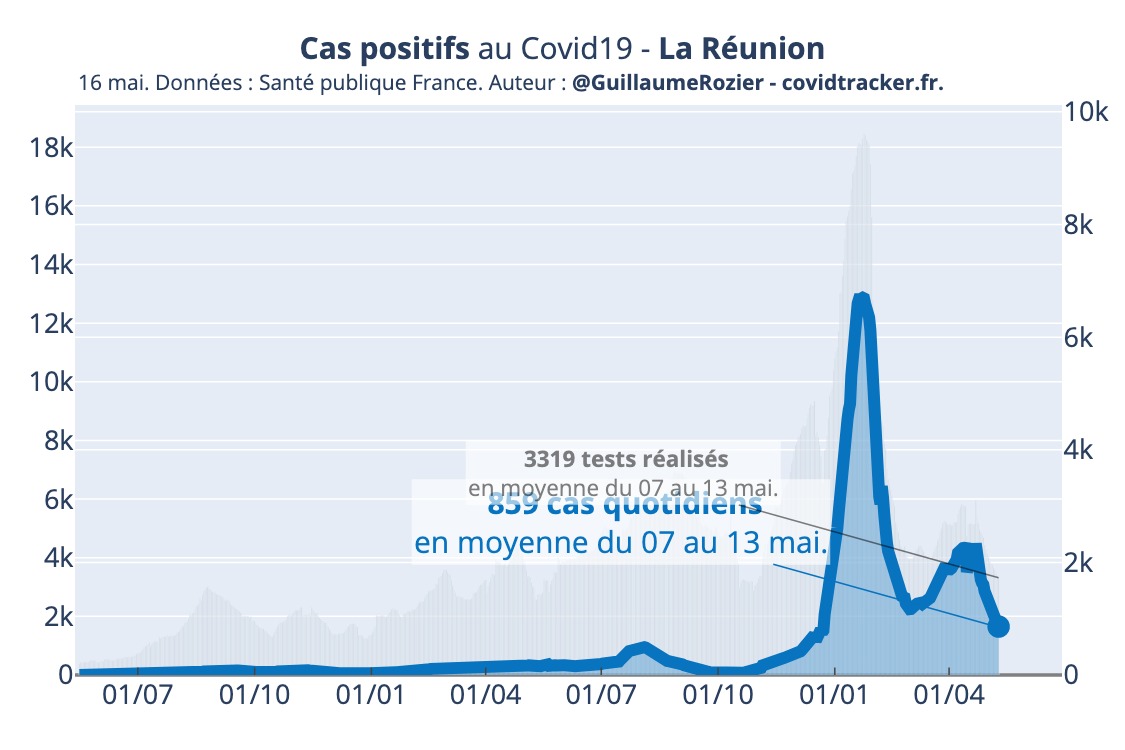 Cas positifs au Covid19 - La Réunion
16 mai. Données : Santé publique France. Auteur : @GuillaumeRozier - covidtracker.fr.
10k
18k
16k
8k
14k
12k
6k
10k
8k
4k
3319 tests réalisés
en moyenne du 07 au 13 mai.
6k
859 cas quotidiens
en moyenne du 07 au 13 mai.
4k
2k
2k
0
0
01/07 01/10 01/01 01/04 01/07 01/10 01/01 01/04